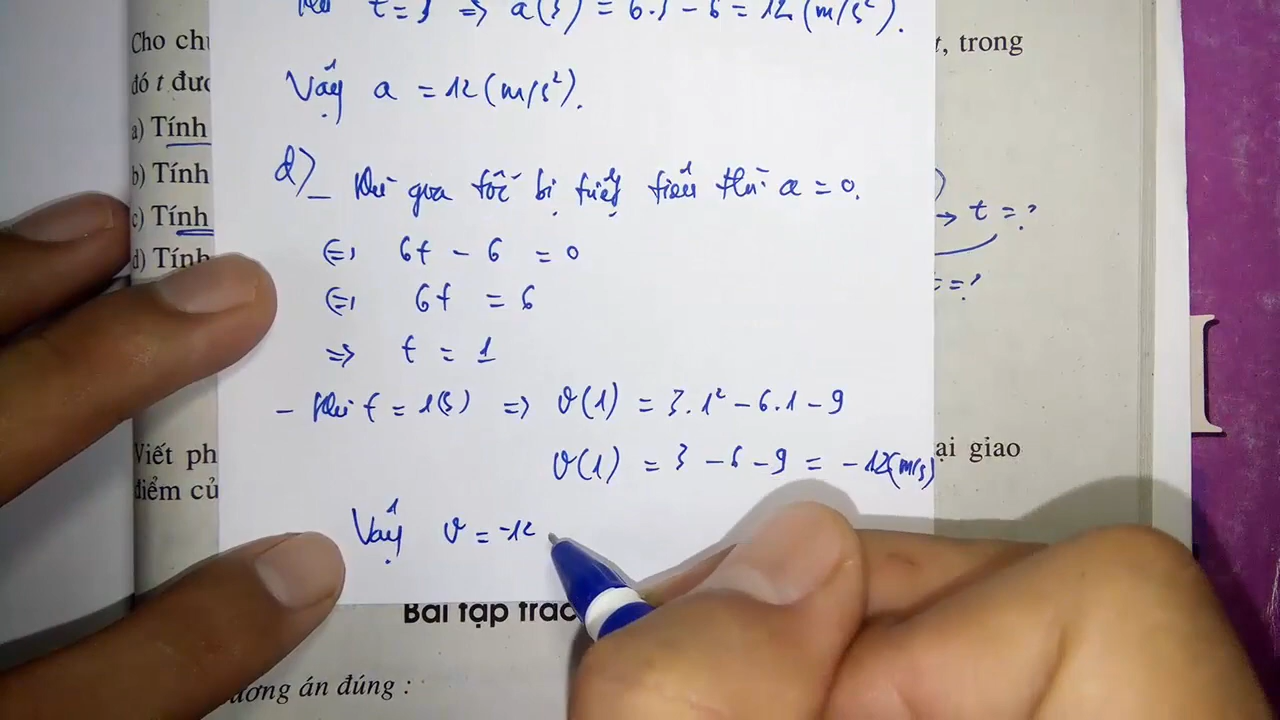 Khi t = 3 => a(3) = 6.3 - 6 = 12 (m/s²).
Cho ch
t, trong
đó t đượ
Vậy a = 12 (m/s²).
a) Tính
b) Tính
c) Tính
d) Tính
d) - Khi gia tốc bị triệt tiêu thì a = 0.
→ t = ?
<=> 6t - 6 = 0
= ?
<=> 6t = 6
=> t = 1
- Khi t = 1(s) => v(1) = 3.1² - 6.1 - 9
Viết ph
ại giao
v(1) = 3 - 6 - 9 = -12 (m/s)
điểm củ
Vậy v = -12
Bài tập trắc
ương án đúng :